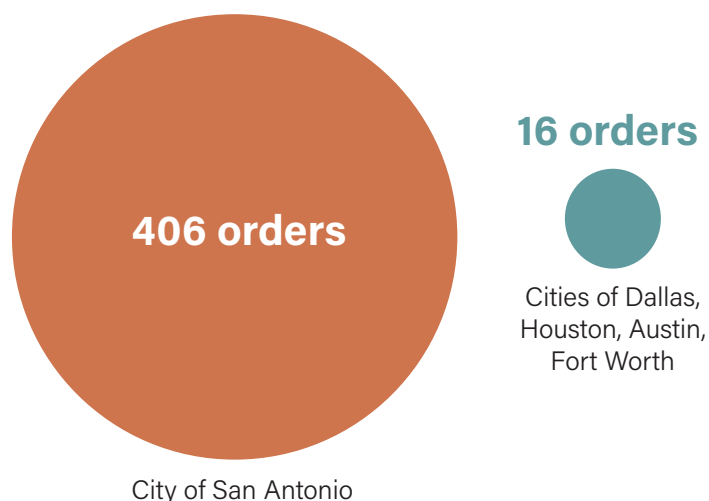 406 orders
City of San Antonio
16 orders
Cities of Dallas,
Houston, Austin,
Fort Worth